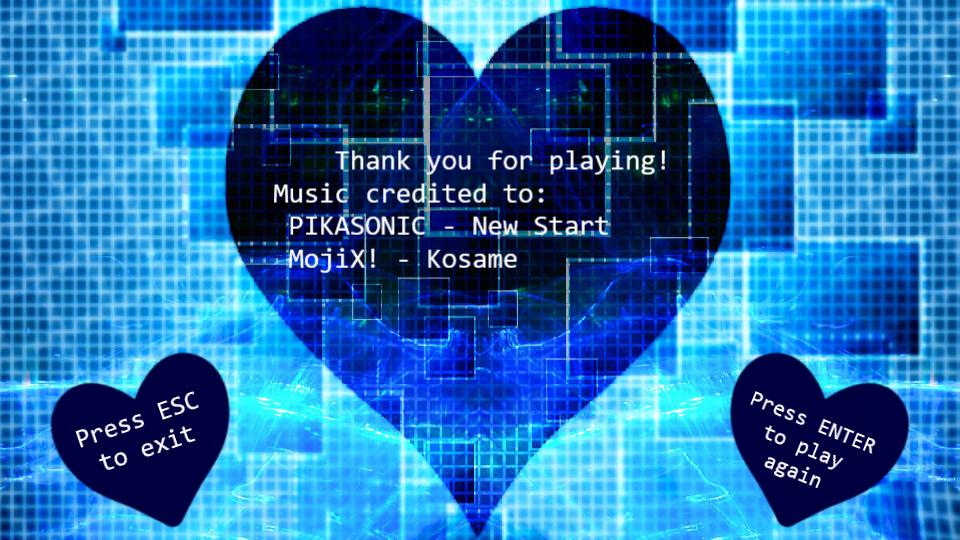 Thank you for playing!
Music credited to:
PIKASONIC - New Start
MojiX! - Kosame
Press ESC
to exit
Press ENTER
to play
again